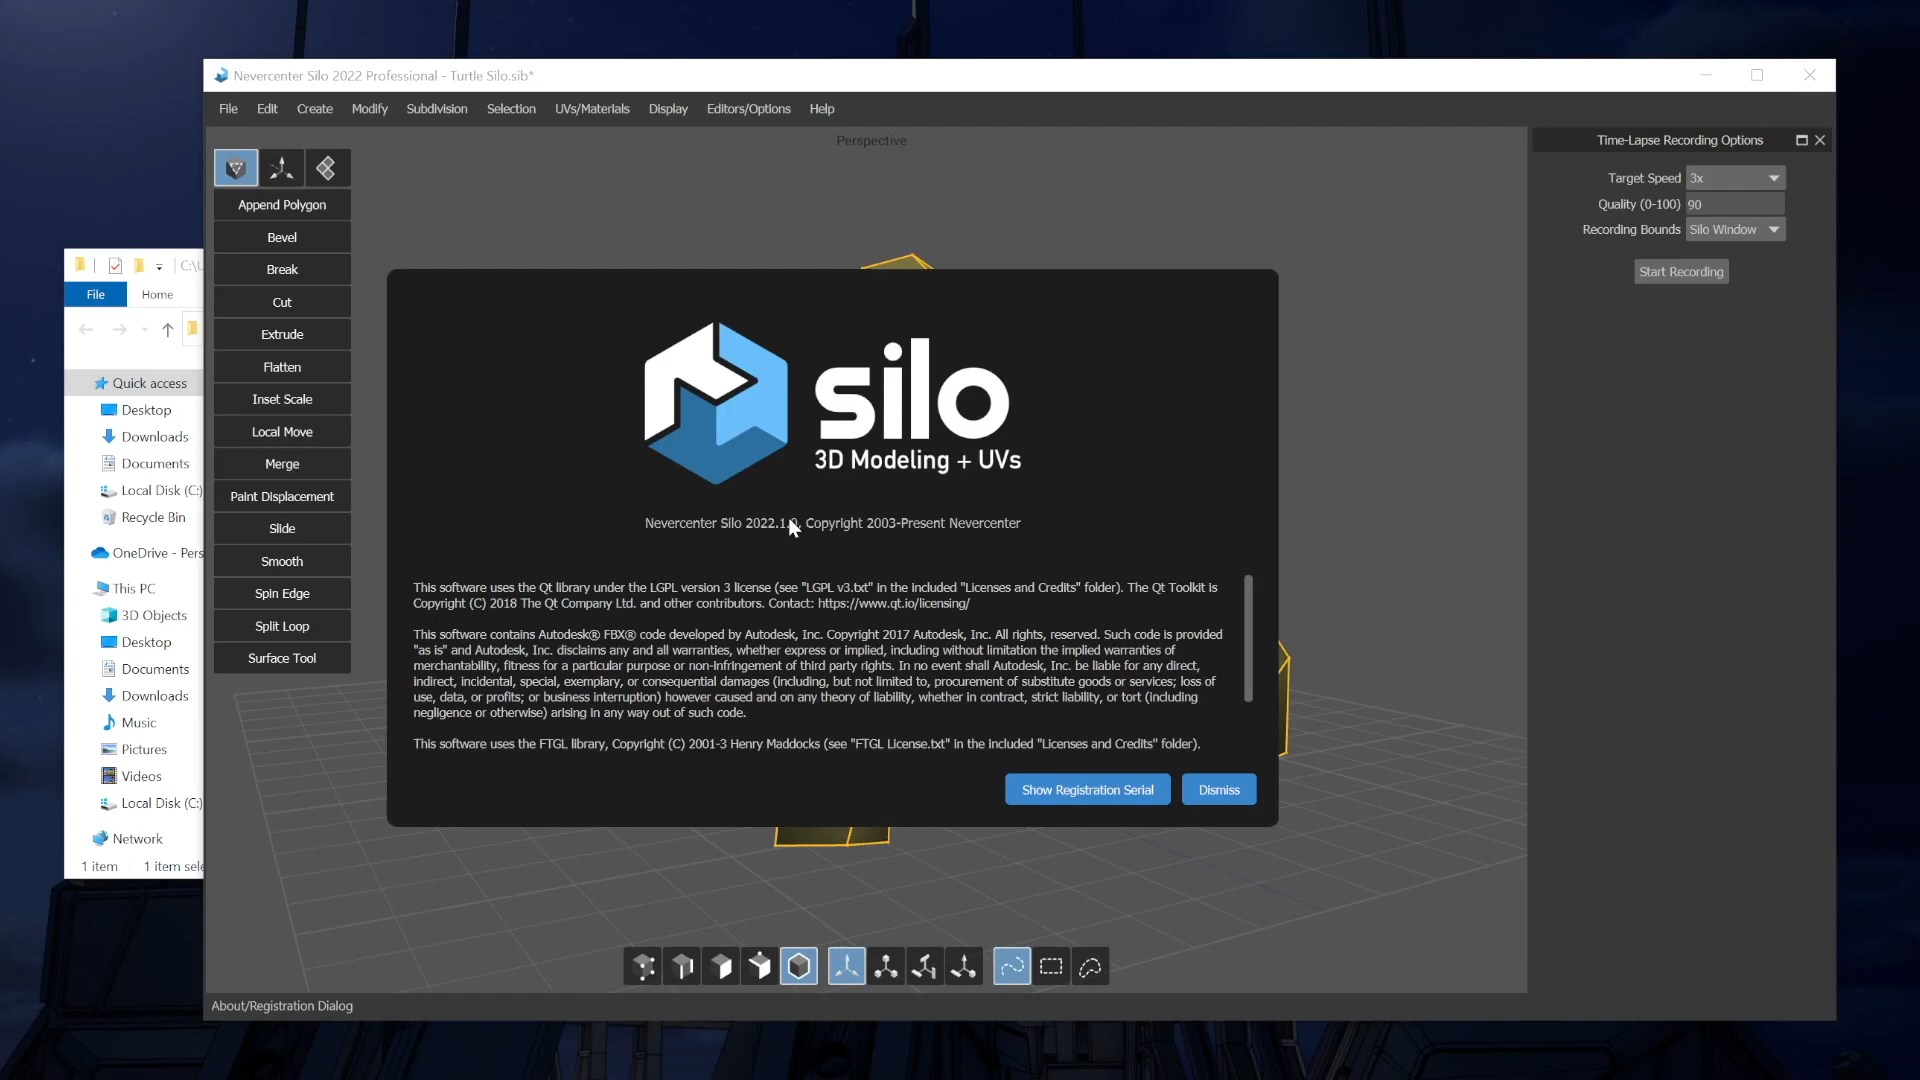 Nevercenter Silo 2022 Professional - Turtle Silo.sib*
File Edit Create Modify Subdivision Selection UVs/Materials Display Editors/Options Help
Perspective
Append Polygon
Bevel
Break
Cut
Extrude
Flatten
Inset Scale
Local Move
Merge
Paint Displacement
Slide
Smooth
Spin Edge
Split Loop
Surface Tool
Time-Lapse Recording Options
Target Speed 3x
Quality (0-100) 90
Recording Bounds Silo Window
Start Recording
File Home
Quick access
Desktop
Downloads
Documents
Local Disk (C:)
Recycle Bin
OneDrive - Pers
This PC
3D Objects
Desktop
Documents
Downloads
Music
Pictures
Videos
Local Disk (C:)
Network
1 item 1 item sele
silo
3D Modeling + UVs
Nevercenter Silo 2022.1.0, Copyright 2003-Present Nevercenter
This software uses the Qt library under the LGPL version 3 license (see "LGPL v3.txt" in the included "Licenses and Credits" folder). The Qt Toolkit is
Copyright (C) 2018 The Qt Company Ltd. and other contributors. Contact: https://www.qt.io/licensing/
This software contains Autodesk® FBX® code developed by Autodesk, Inc. Copyright 2017 Autodesk, Inc. All rights, reserved. Such code is provided
"as is" and Autodesk, Inc. disclaims any and all warranties, whether express or implied, including without limitation the implied warranties of
merchantability, fitness for a particular purpose or non-infringement of third party rights. In no event shall Autodesk, Inc. be liable for any direct,
indirect, incidental, special, exemplary, or consequential damages (including, but not limited to, procurement of substitute goods or services; loss of
use, data, or profits; or business interruption) however caused and on any theory of liability, whether in contract, strict liability, or tort (including
negligence or otherwise) arising in any way out of such code.
This software uses the FTGL library, Copyright (C) 2001-3 Henry Maddocks (see "FTGL License.txt" in the included "Licenses and Credits" folder).
Show Registration Serial Dismiss
About/Registration Dialog